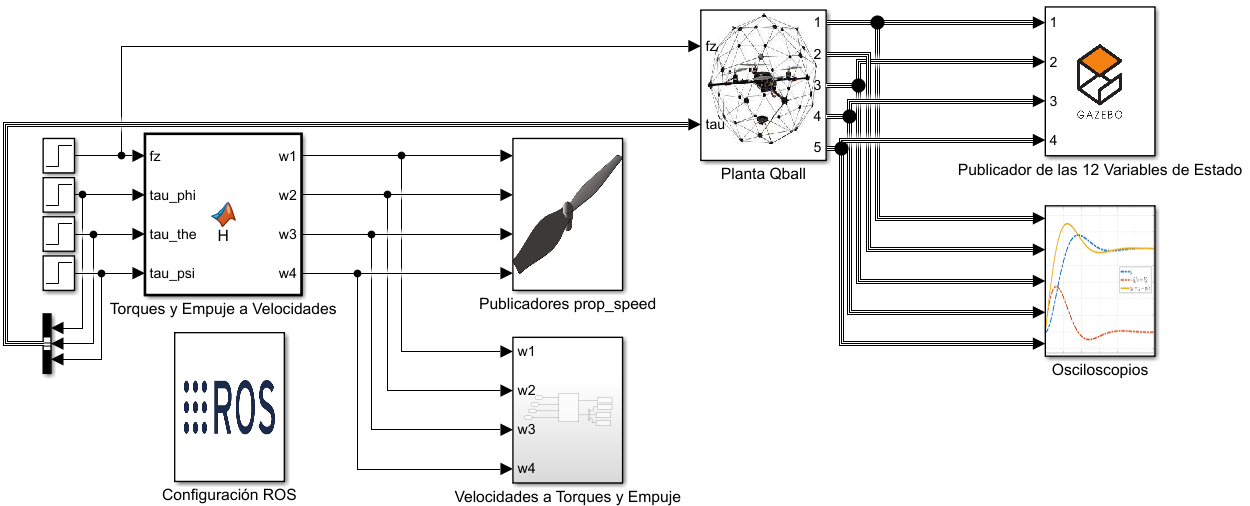 fz
tau
1
2
3
4
5
Planta Qball
1
2
3
4
GAZEBO
Publicador de las 12 Variables de Estado
fz
tau_phi
tau_the
tau_psi
H
w1
w2
w3
w4
Torques y Empuje a Velocidades
Publicadores prop_speed
Osciloscopios
ROS
Configuración ROS
w1
w2
w3
w4
Velocidades a Torques y Empuje